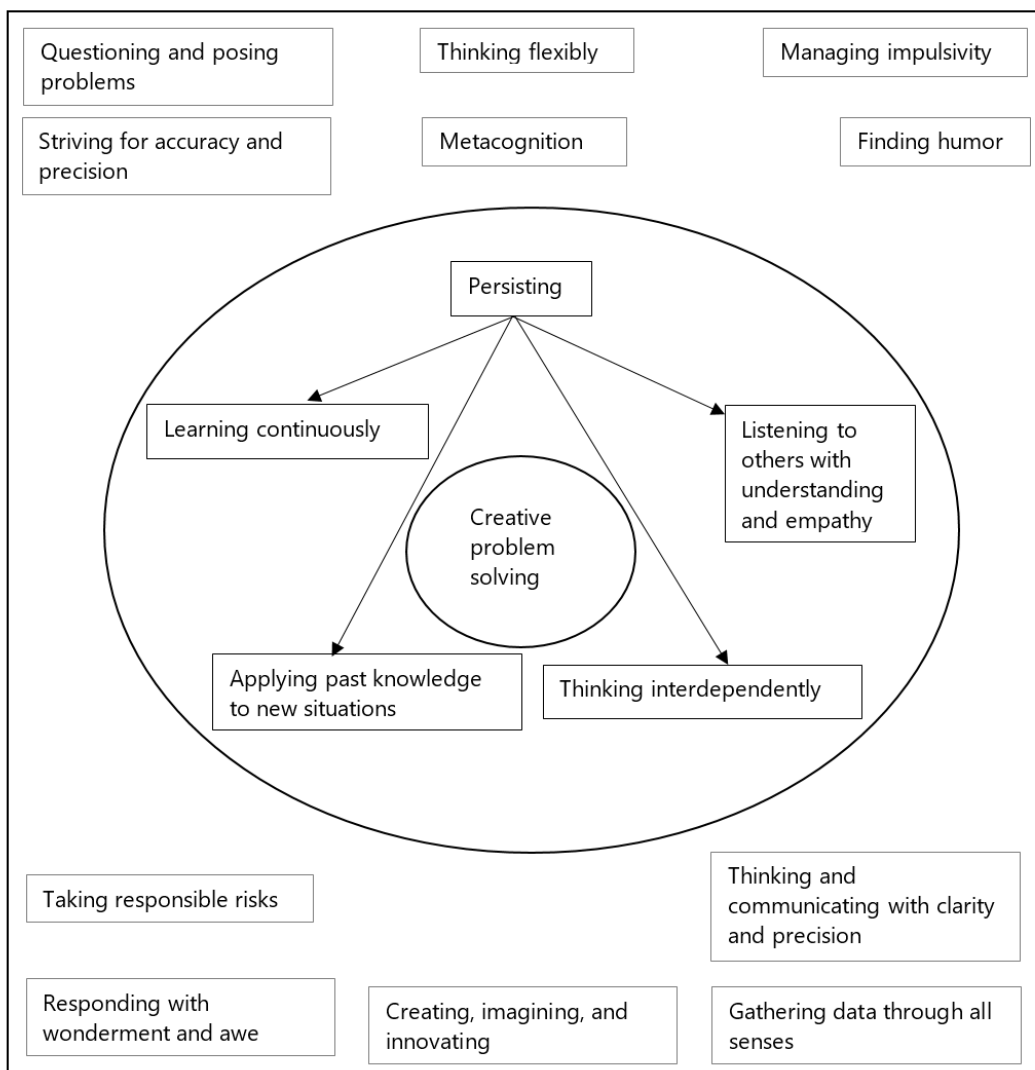 Questioning and posing
problems
Thinking flexibly
Managing impulsivity
Striving for accuracy and
precision
Metacognition
Finding humor
Persisting
Learning continuously
Listening to
others with
understanding
and empathy
Creative
problem
solving
Applying past knowledge
to new situations
Thinking interdependently
Taking responsible risks
Thinking and
communicating with clarity
and precision
Responding with
wonderment and awe
Creating, imagining, and
innovating
Gathering data through all
senses